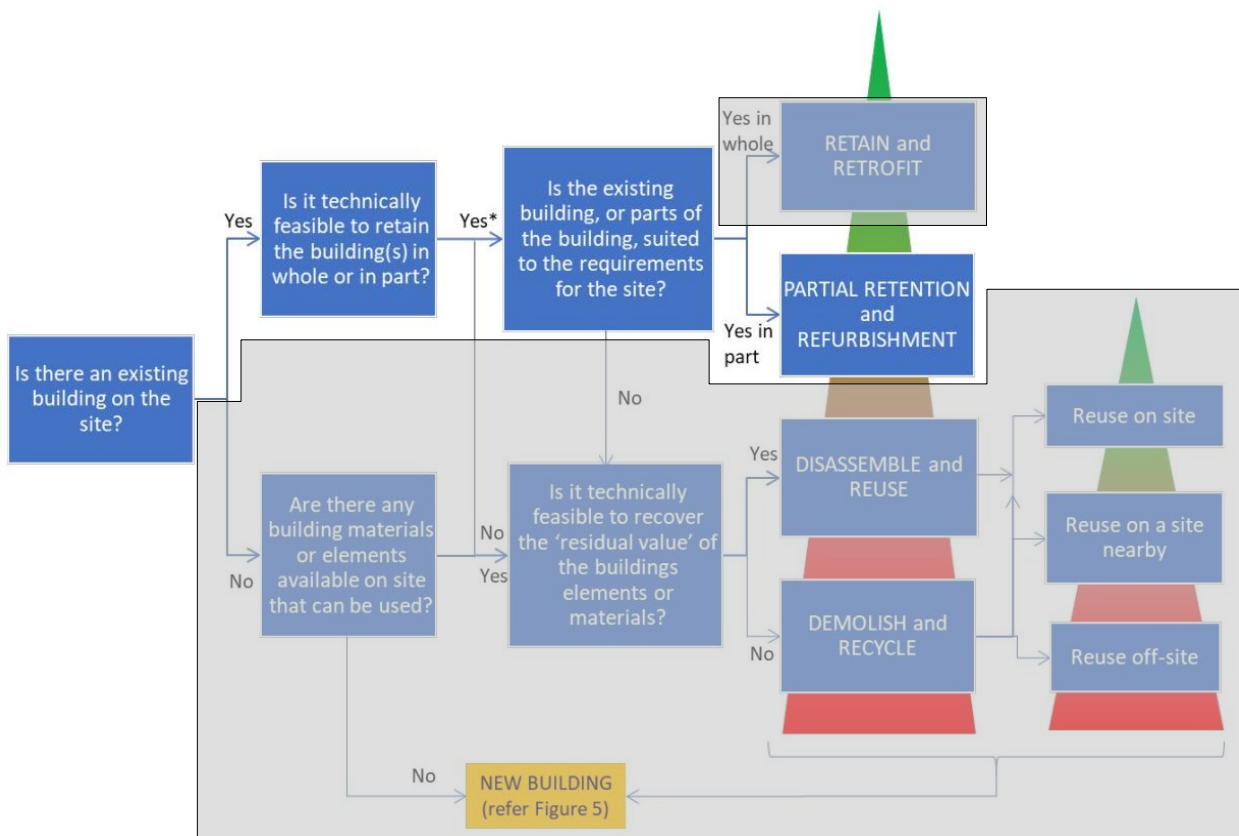 Yes in
whole
RETAIN and
RETROFIT
Is it technically
feasible to retain
the building(s) in
whole or in part?
Is the existing
building, or parts of
the building, suited
to the requirements
for the site?
Yes
Yes*
PARTIAL RETENTION
and
REFURBISHMENT
Yes in
part
Is there an existing
building on the
site?
No
Reuse on site
Yes
DISASSEMBLE and
REUSE
Are there any
building materials
or elements
available on site
that can be used?
No
No
Yes
Is it technically
feasible to recover
the ‘residual value’ of
the buildings
elements or
materials?
Reuse on a site
nearby
No
DEMOLISH and
RECYCLE
Reuse off-site
No
NEW BUILDING
(refer Figure 5)